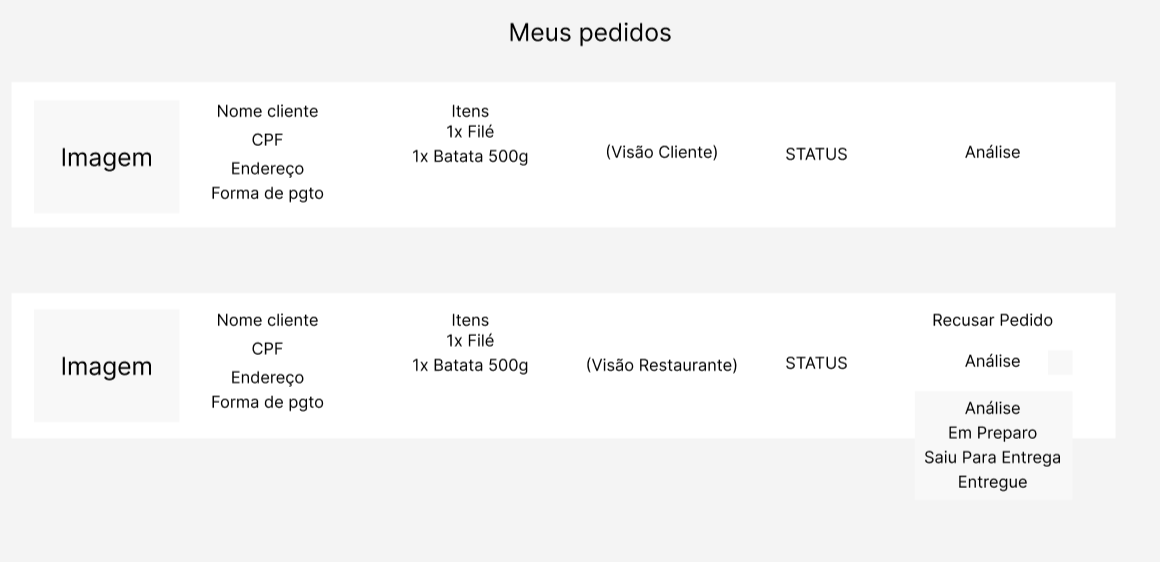 Meus pedidos
Imagem
Nome cliente
CPF
Endereço
Forma de pgto
Itens
1x Filé
1x Batata 500g
(Visão Cliente)
STATUS
Análise
Imagem
Nome cliente
CPF
Endereço
Forma de pgto
Itens
1x Filé
1x Batata 500g
(Visão Restaurante)
STATUS
Recusar Pedido
Análise
Análise
Em Preparo
Saiu Para Entrega
Entregue